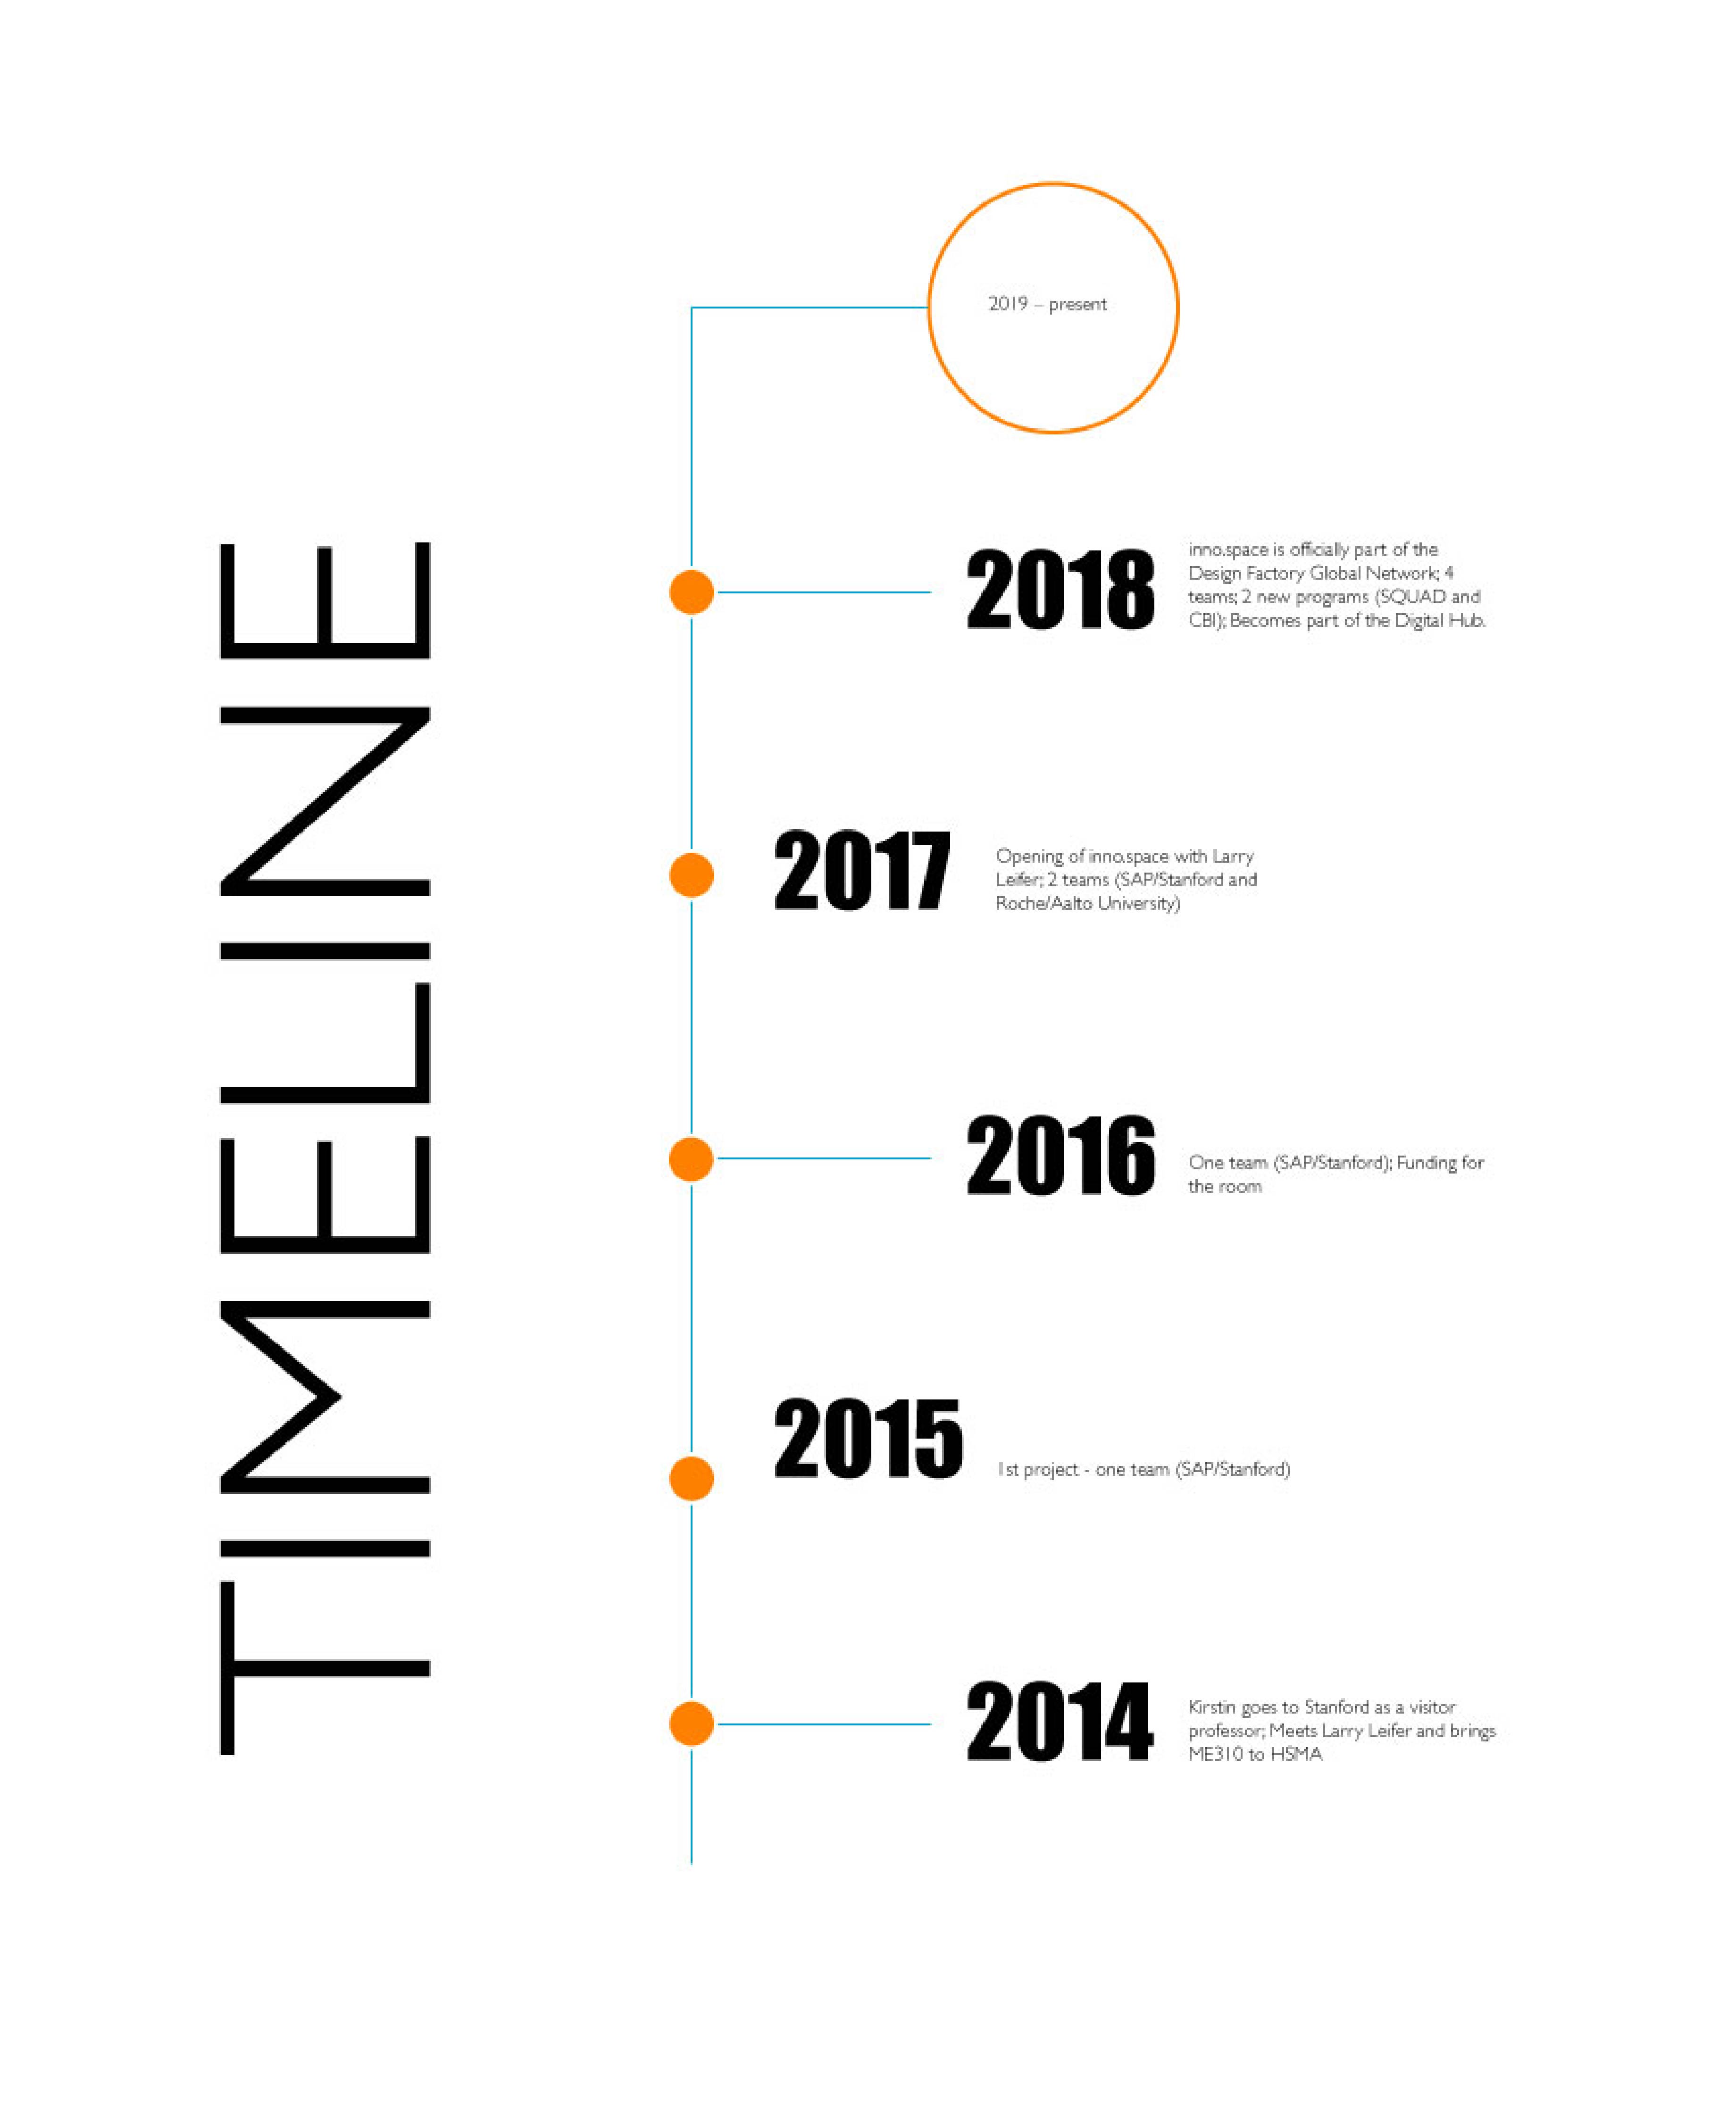 TIMELINE
2019 – present
2018
inno.space is officially part of the
Design Factory Global Network; 4
teams; 2 new programs (SQUAD and
CBI); Becomes part of the Digital Hub.
2017
Opening of inno.space with Larry
Leifer; 2 teams (SAP/Stanford and
Roche/Aalto University)
2016
One team (SAP/Stanford); Funding for
the room
2015
1st project - one team (SAP/Stanford)
2014
Kirstin goes to Stanford as a visitor
professor; Meets Larry Leifer and brings
ME310 to HSMA